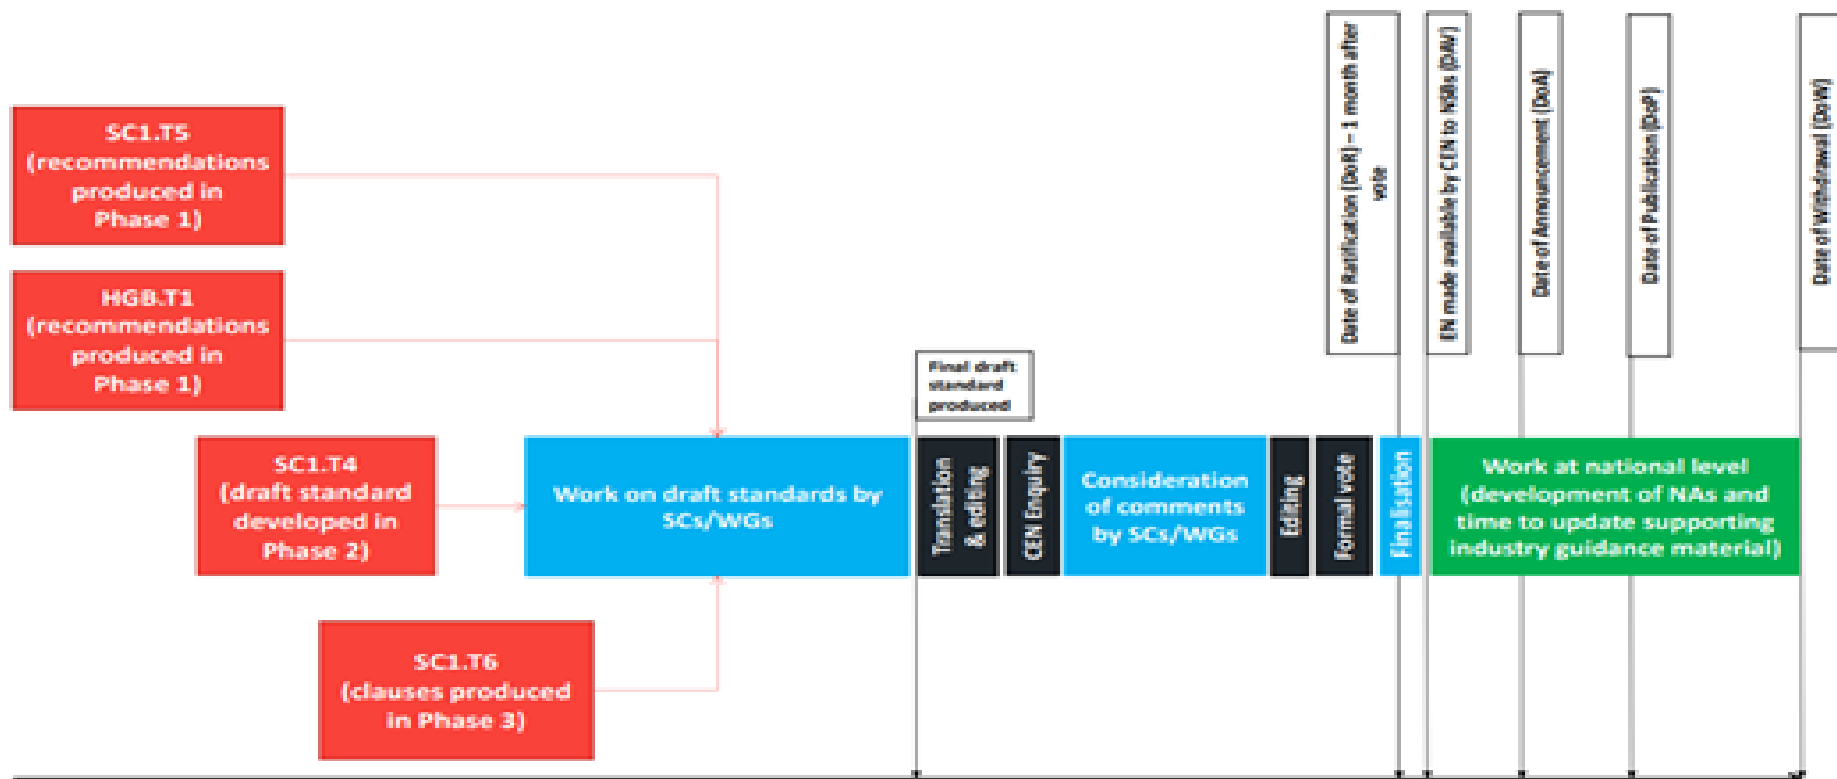 SC1.T5
(recommendations
produced in
Phase 1)
HGB.T1
(recommendations
produced in
Phase 1)
SC1.T4
(draft standard
developed in
Phase 2)
SC1.T6
(clauses produced
in Phase 3)
Work on draft standards by
SCs/WGs
Final draft
standard
produced
Translation
& editing
CEN Enquiry
Consideration
of comments
by SCs/WGs
Editing
Formal vote
Finalisation
Work at national level
(development of NAs and
time to update supporting
industry guidance material)
Date of Ratification (DoR) – 1 month after
vote
EN made available by CEN to NSBs (DAV)
Date of Announcement (DoA)
Date of Publication (DoP)
Date of Withdrawal (DoW)